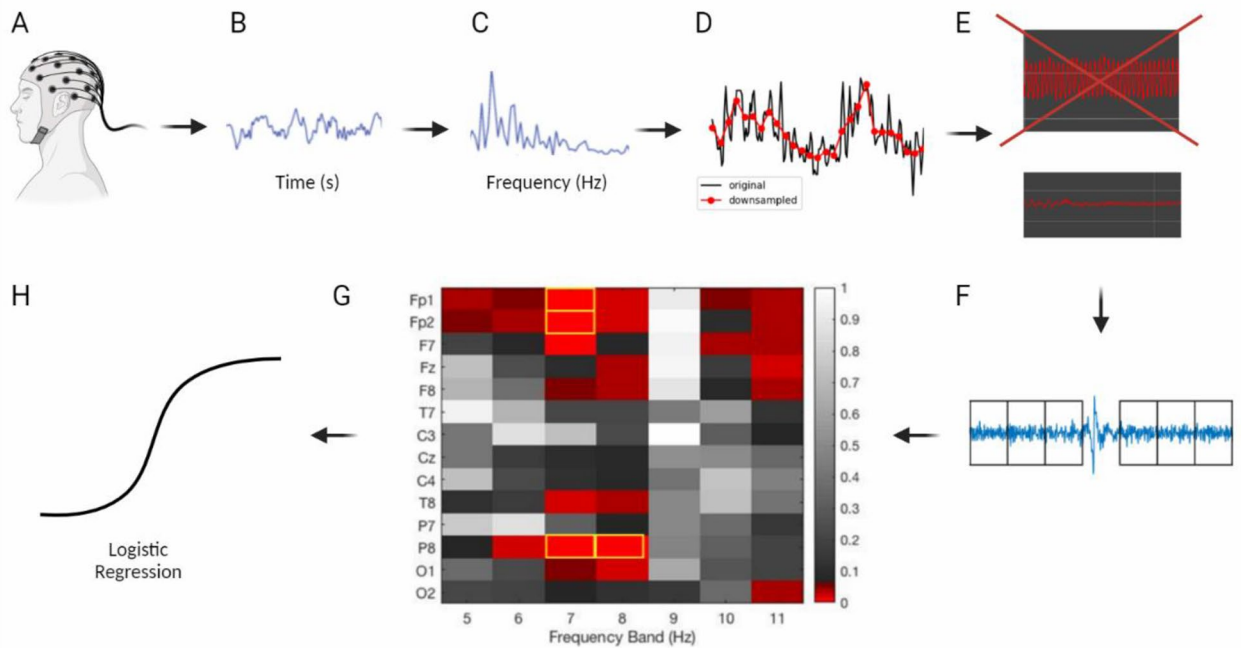 A
B
C
D
E
Time (s)
Frequency (Hz)
original
downsampled
H
G
F
Fp1
Fp2
F7
Fz
F8
T7
C3
Cz
C4
T8
P7
P8
O1
O2
5 6 7 8 9 10 11
Frequency Band (Hz)
1
0.9
0.8
0.7
0.6
0.5
0.4
0.3
0.2
0.1
0
Logistic
Regression